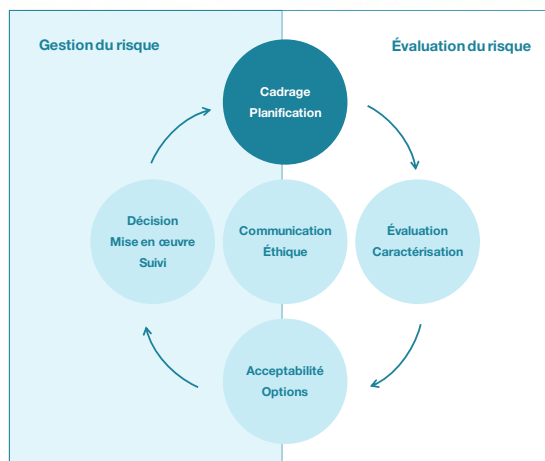 Gestion du risque
Évaluation du risque
Cadrage
Planification
Décision
Mise en œuvre
Suivi
Communication
Éthique
Évaluation
Caractérisation
Acceptabilité
Options